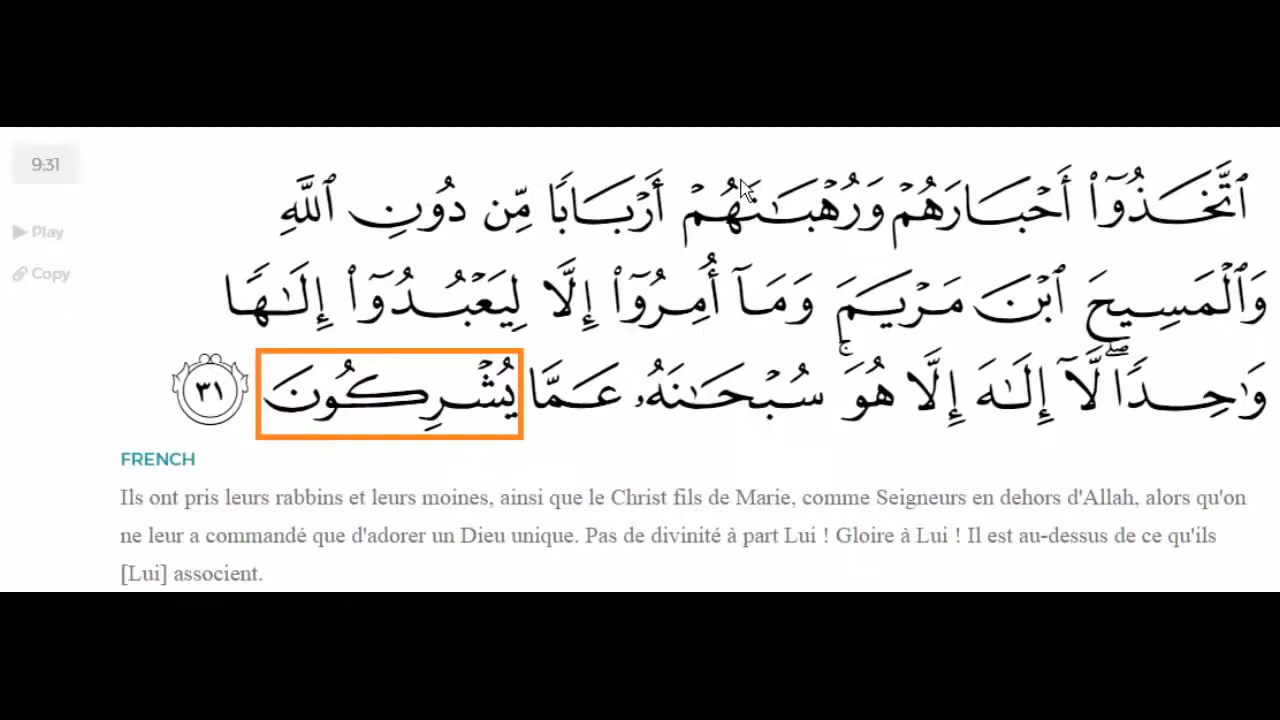 9:31
ٱتَّخَذُوٓا۟ أَحْبَارَهُمْ وَرُهْبَـٰنَهُمْ أَرْبَابًا مِّن دُونِ ٱللَّهِ
Play
Copy
وَٱلْمَسِيحَ ٱبْنَ مَرْيَمَ وَمَآ أُمِرُوٓا۟ إِلَّا لِيَعْبُدُوٓا۟ إِلَـٰهًا
وَٰحِدًا ۖ لَّآ إِلَـٰهَ إِلَّا هُوَ ۚ سُبْحَـٰنَهُۥ عَمَّا يُشْرِكُونَ ٣١
FRENCH
Ils ont pris leurs rabbins et leurs moines, ainsi que le Christ fils de Marie, comme Seigneurs en dehors d'Allah, alors qu'on
ne leur a commandé que d'adorer un Dieu unique. Pas de divinité à part Lui ! Gloire à Lui ! Il est au-dessus de ce qu'ils
[Lui] associent.